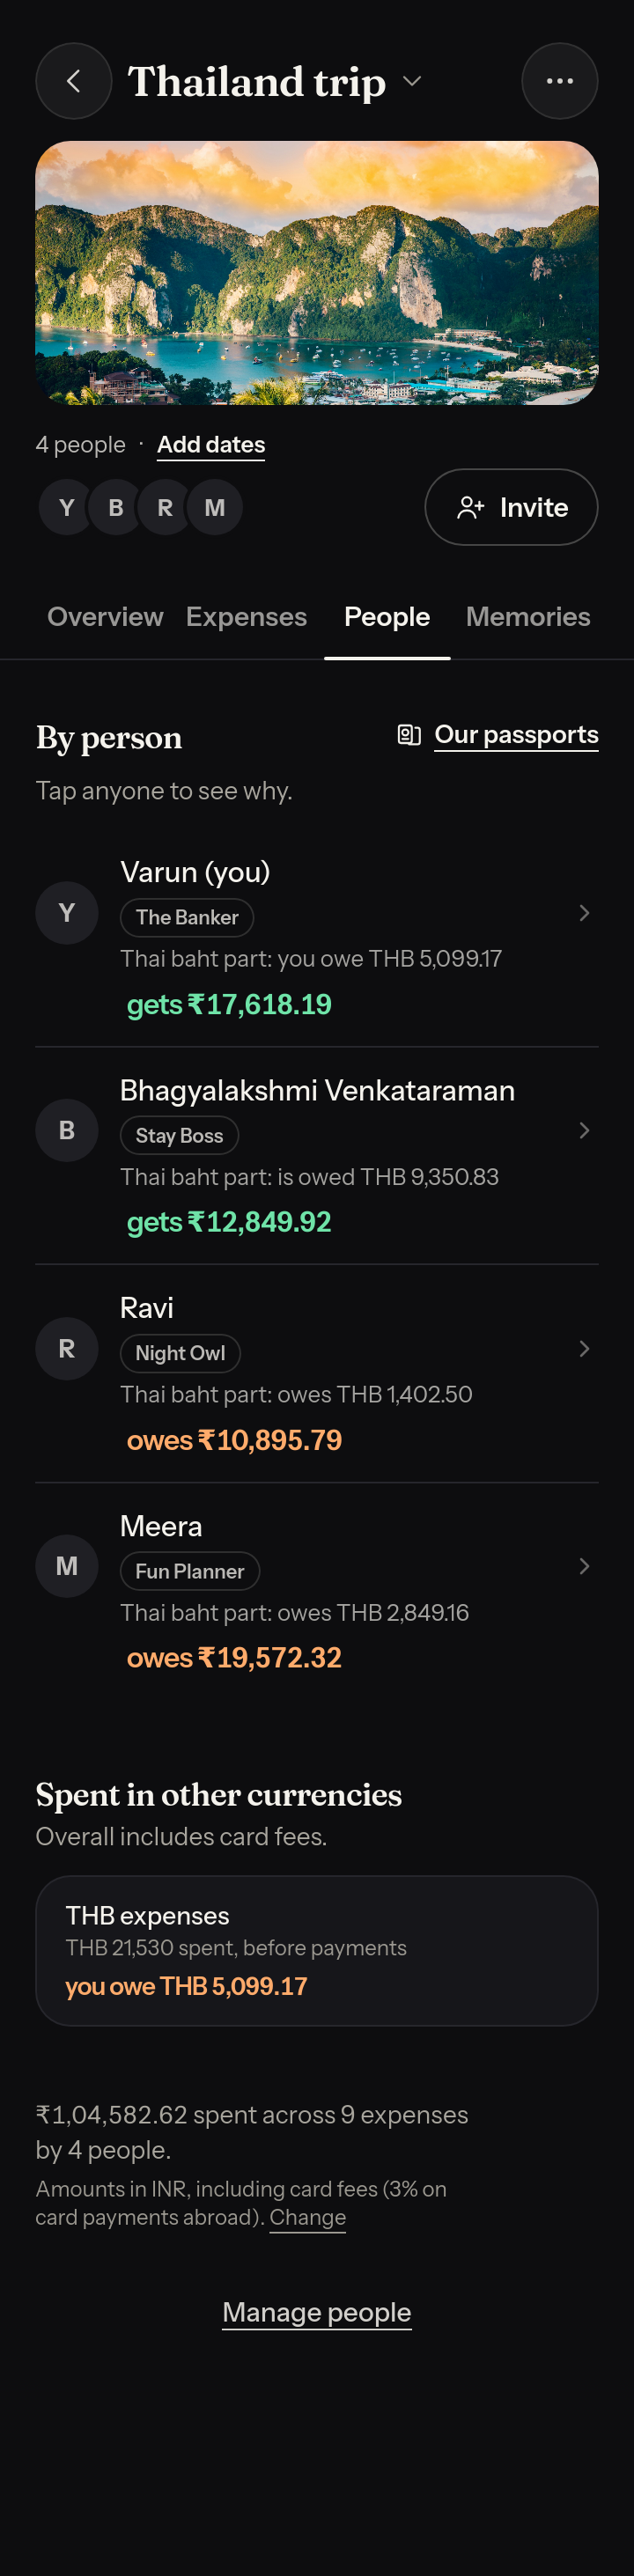 Thailand trip
4 people · Add dates
Y B R M
Invite
Overview Expenses People Memories
By person
Our passports
Tap anyone to see why.
Y
Varun (you)
The Banker
Thai baht part: you owe THB 5,099.17
gets ₹17,618.19
B
Bhagyalakshmi Venkataraman
Stay Boss
Thai baht part: is owed THB 9,350.83
gets ₹12,849.92
R
Ravi
Night Owl
Thai baht part: owes THB 1,402.50
owes ₹10,895.79
M
Meera
Fun Planner
Thai baht part: owes THB 2,849.16
owes ₹19,572.32
Spent in other currencies
Overall includes card fees.
THB expenses
THB 21,530 spent, before payments
you owe THB 5,099.17
₹1,04,582.62 spent across 9 expenses
by 4 people.
Amounts in INR, including card fees (3% on
card payments abroad). Change
Manage people